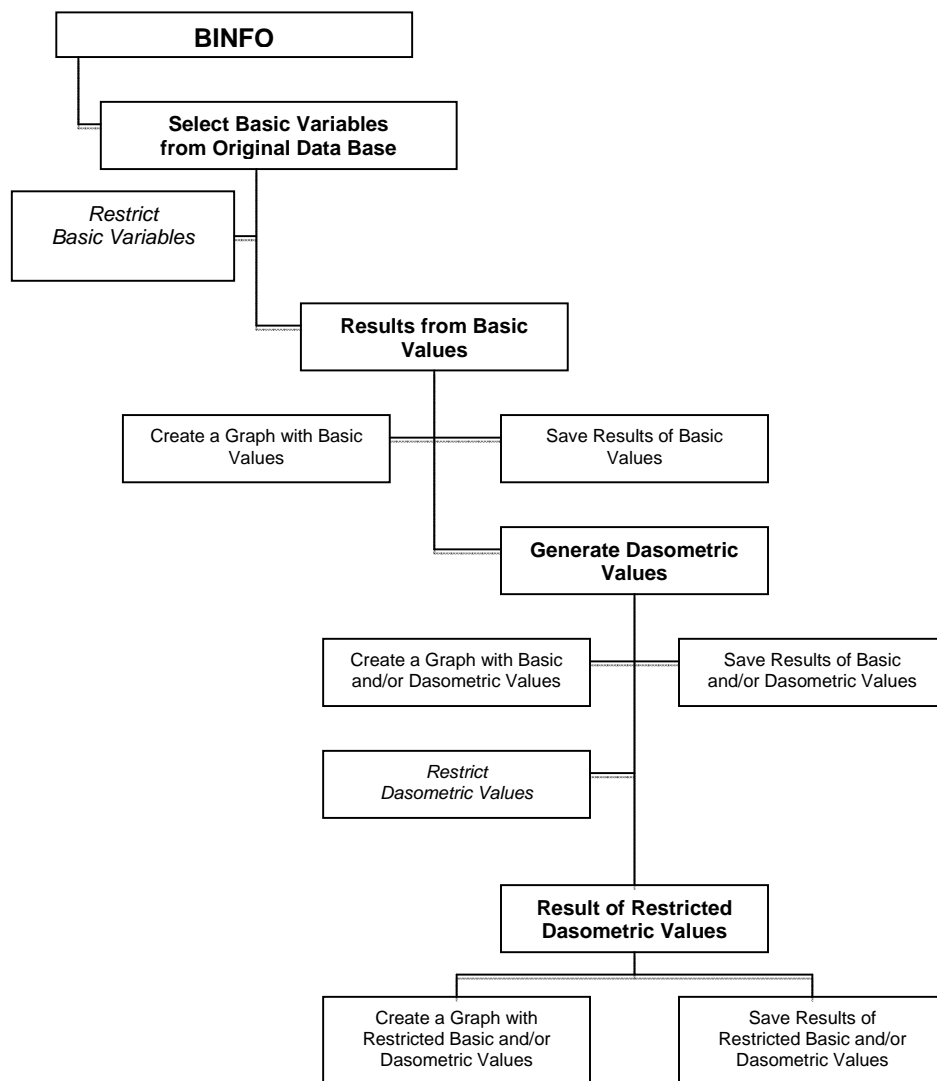 BINFO
Select Basic Variables
from Original Data Base
Restrict
Basic Variables
Results from Basic
Values
Create a Graph with Basic
Values
Save Results of Basic
Values
Generate Dasometric
Values
Create a Graph with Basic
and/or Dasometric Values
Save Results of Basic
and/or Dasometric Values
Restrict
Dasometric Values
Result of Restricted
Dasometric Values
Create a Graph with
Restricted Basic and/or
Dasometric Values
Save Results of
Restricted Basic and/or
Dasometric Values